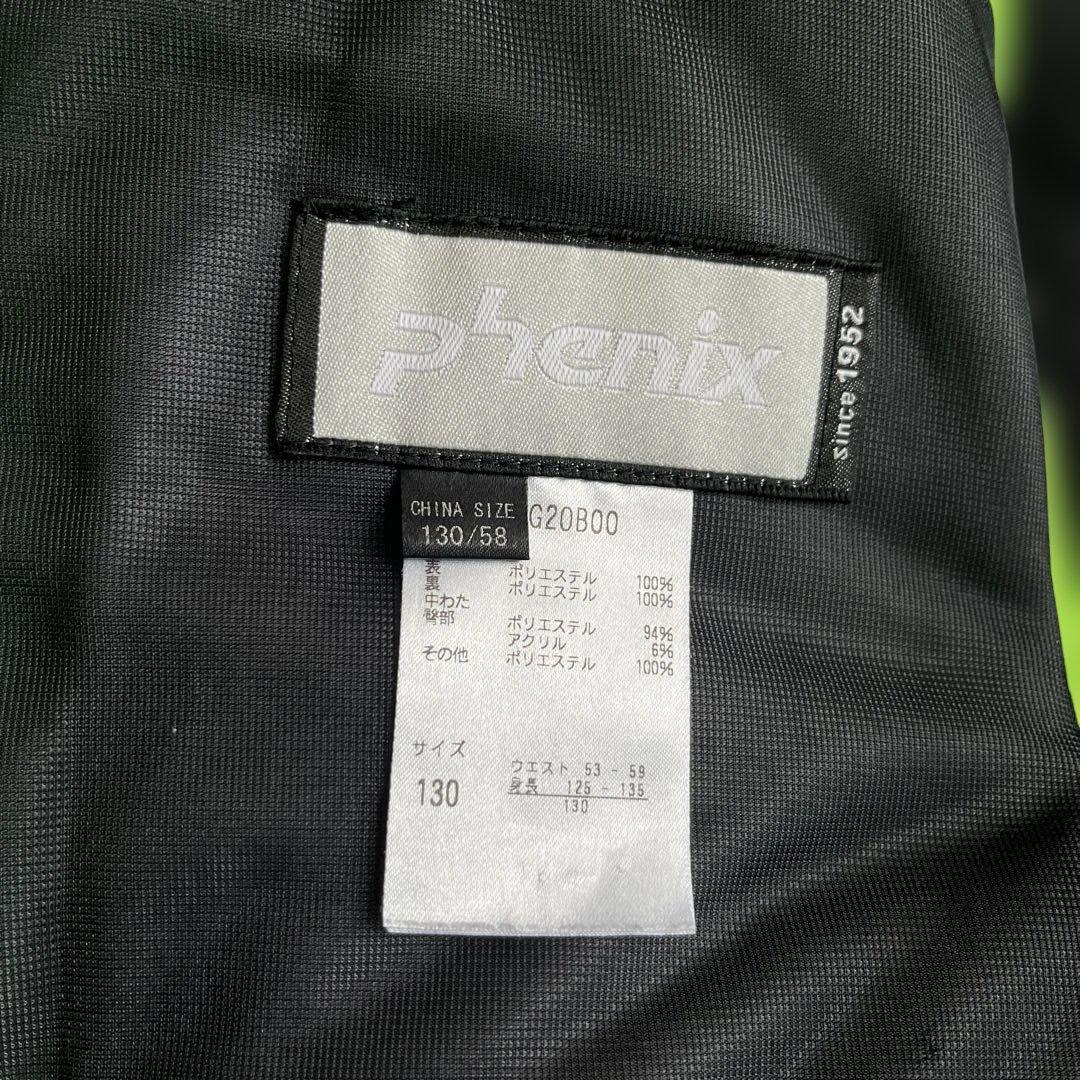 phenix
since 1952
CHINA SIZE
130/58
G20B00
表 ポリエステル 100%
裏 ポリエステル 100%
中わた
臀部 ポリエステル 94%
アクリル 6%
その他 ポリエステル 100%
サイズ
130
ウエスト 53 - 59
身長 125 - 135
130